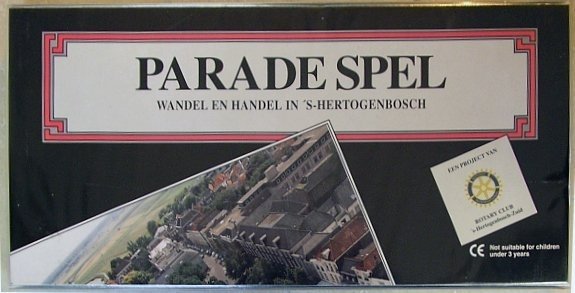 PARADE SPEL
WANDEL EN HANDEL IN 'S-HERTOGENBOSCH
EEN PROJECT VAN
ROTARY CLUB
's-Hertogenbosch-Zuid
CE Not suitable for children
under 3 years